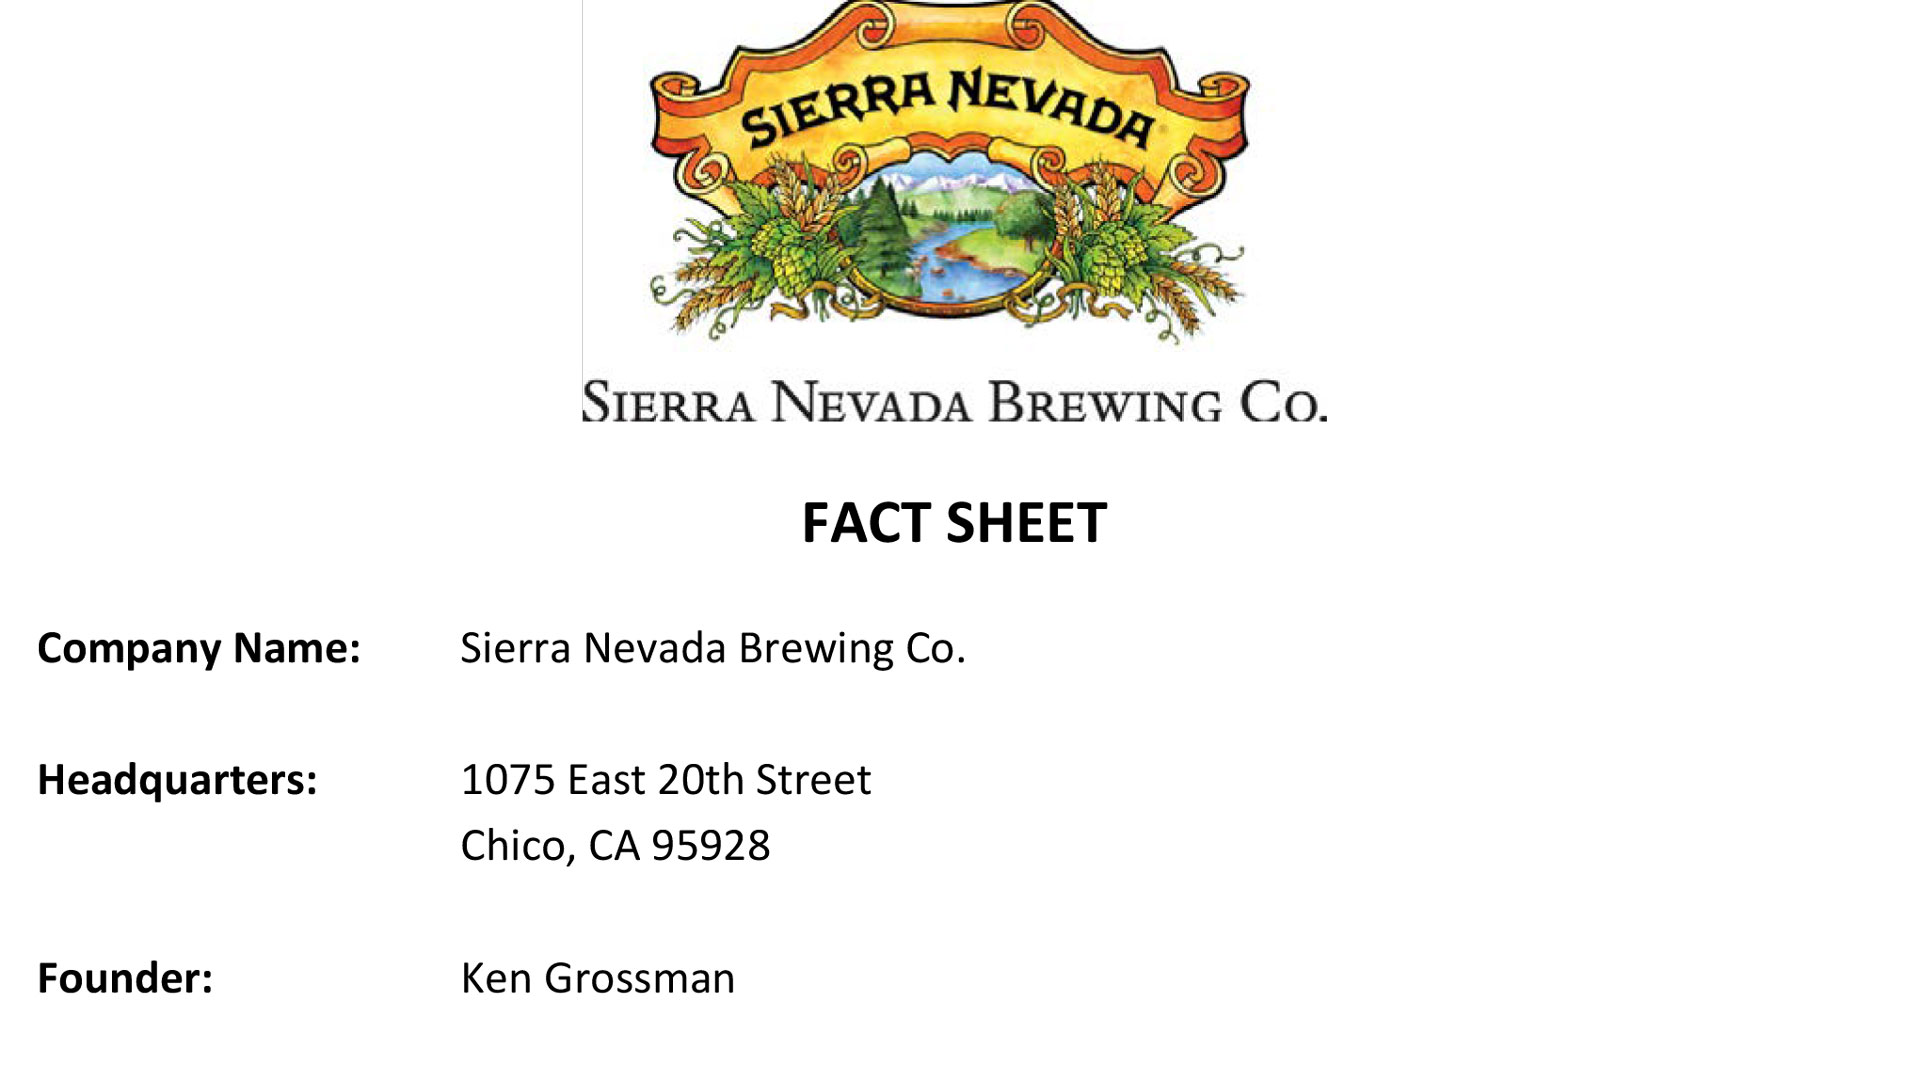 SIERRA NEVADA
SIERRA NEVADA BREWING CO.
FACT SHEET
Company Name: Sierra Nevada Brewing Co.
Headquarters: 1075 East 20th Street
Chico, CA 95928
Founder: Ken Grossman